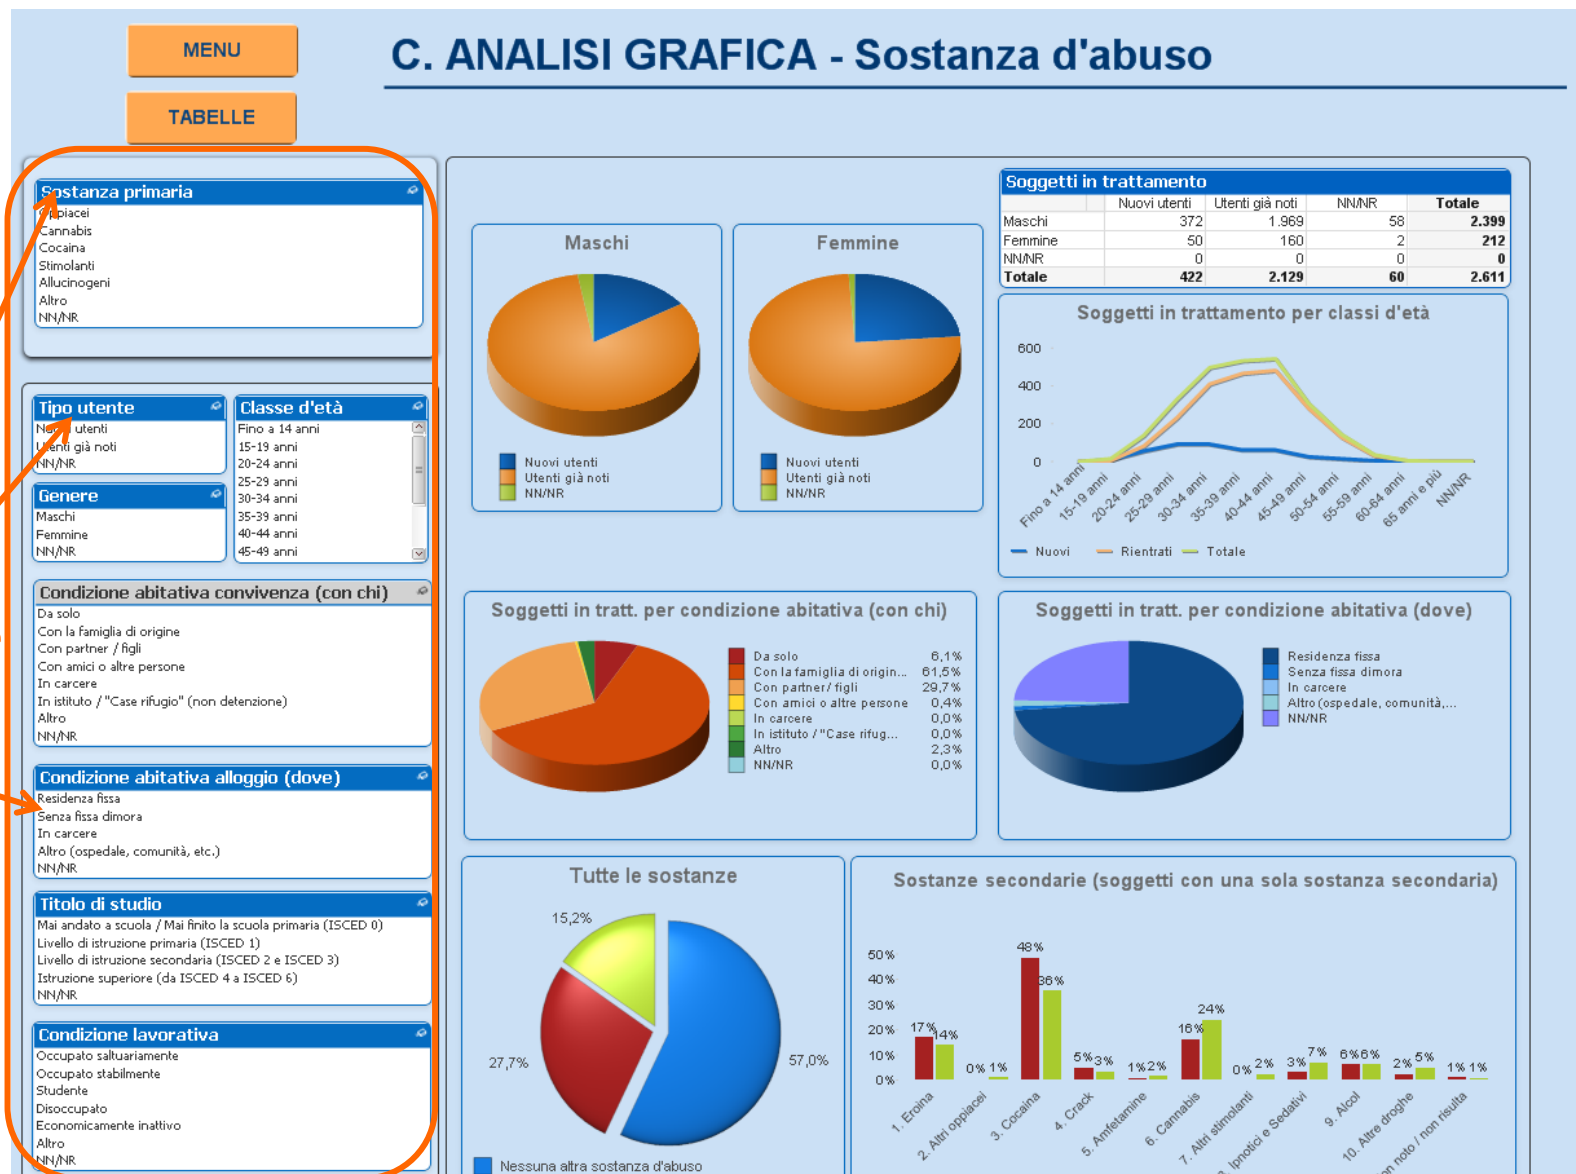 MENU
C. ANALISI GRAFICA - Sostanza d'abuso
TABELLE
Sostanza primaria
Oppiacei
Cannabis
Cocaina
Stimolanti
Allucinogeni
Altro
NN/NR
Tipo utente
Nuovi utenti
Utenti già noti
NN/NR
Classe d'età
Fino a 14 anni
15-19 anni
20-24 anni
25-29 anni
30-34 anni
35-39 anni
40-44 anni
45-49 anni
Genere
Maschi
Femmine
NN/NR
Condizione abitativa convivenza (con chi)
Da solo
Con la famiglia di origine
Con partner / figli
Con amici o altre persone
In carcere
In istituto / "Case rifugio" (non detenzione)
Altro
NN/NR
Condizione abitativa alloggio (dove)
Residenza fissa
Senza fissa dimora
In carcere
Altro (ospedale, comunità, etc.)
NN/NR
Titolo di studio
Mai andato a scuola / Mai finito la scuola primaria (ISCED 0)
Livello di istruzione primaria (ISCED 1)
Livello di istruzione secondaria (ISCED 2 e ISCED 3)
Istruzione superiore (da ISCED 4 a ISCED 6)
NN/NR
Condizione lavorativa
Occupato saltuariamente
Occupato stabilmente
Studente
Disoccupato
Economicamente inattivo
Altro
NN/NR
Maschi
Nuovi utenti
Utenti già noti
NN/NR
Femmine
Nuovi utenti
Utenti già noti
NN/NR
Soggetti in trattamento
Nuovi utenti Utenti già noti NN/NR Totale
Maschi 372 1.969 58 2.399
Femmine 50 160 2 212
NN/NR 0 0 0 0
Totale 422 2.129 60 2.611
Soggetti in trattamento per classi d'età
600
400
200
0
Fino a 14 anni
15-19 anni
20-24 anni
25-29 anni
30-34 anni
35-39 anni
40-44 anni
45-49 anni
50-54 anni
55-59 anni
60-64 anni
65 anni e più
NN/NR
Nuovi Rientrati Totale
Soggetti in tratt. per condizione abitativa (con chi)
Da solo 6,1%
Con la famiglia di origin... 61,5%
Con partner/ figli 29,7%
Con amici o altre persone 0,4%
In carcere 0,0%
In istituto / "Case rifug... 0,0%
Altro 2,3%
NN/NR 0,0%
Soggetti in tratt. per condizione abitativa (dove)
Residenza fissa
Senza fissa dimora
In carcere
Altro (ospedale, comunità,...
NN/NR
Tutte le sostanze
15,2%
27,7%
57,0%
Nessuna altra sostanza d'abuso
Sostanze secondarie (soggetti con una sola sostanza secondaria)
50%
40%
30%
20%
10%
0%
17% 14%
0% 1%
48% 36%
5% 3%
1% 2%
16% 24%
0% 2%
3% 7%
6% 6%
2% 5%
1% 1%
1. Eroina
2. Altri oppiacei
3. Cocaina
4. Crack
5. Amfetamine
6. Cannabis
7. Altri stimolanti
Ipnotici e Sedativi
9. Alcol
10. Altre droghe
on noto / non risulta